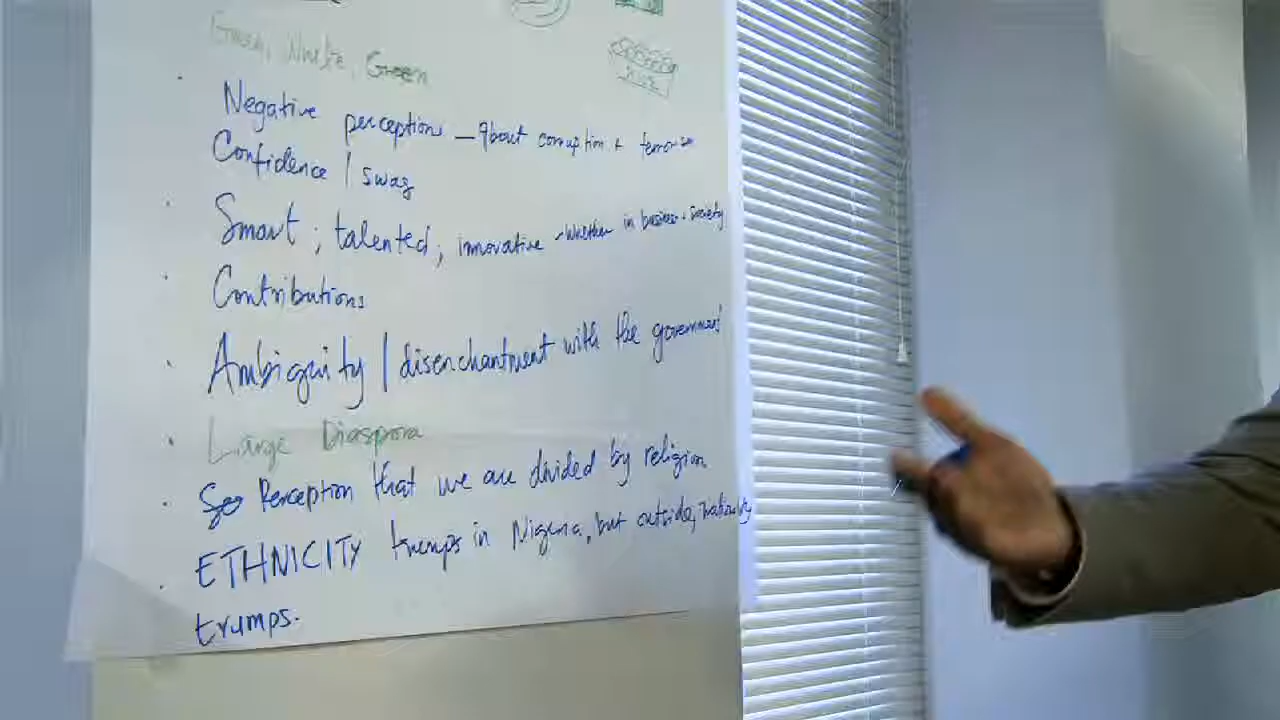 Green, White, Green
Negative perceptions – About corruption +
Confidence / swag
Smart ; talented ; innovative - whether in business + society
Contributions
Ambiguity / disenchantment with the government
Large Diaspora
Perception that we are divided by religion
ETHNICITY trumps in Nigeria, but outside, nationality
trumps.